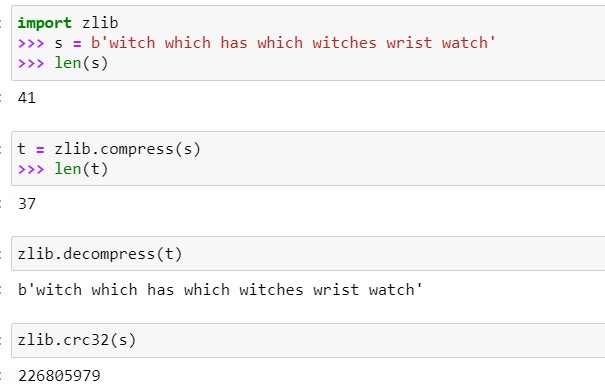 import zlib
>>> s = b'witch which has which witches wrist watch'
>>> len(s)
41
t = zlib.compress(s)
>>> len(t)
37
zlib.decompress(t)
b'witch which has which witches wrist watch'
zlib.crc32(s)
226805979